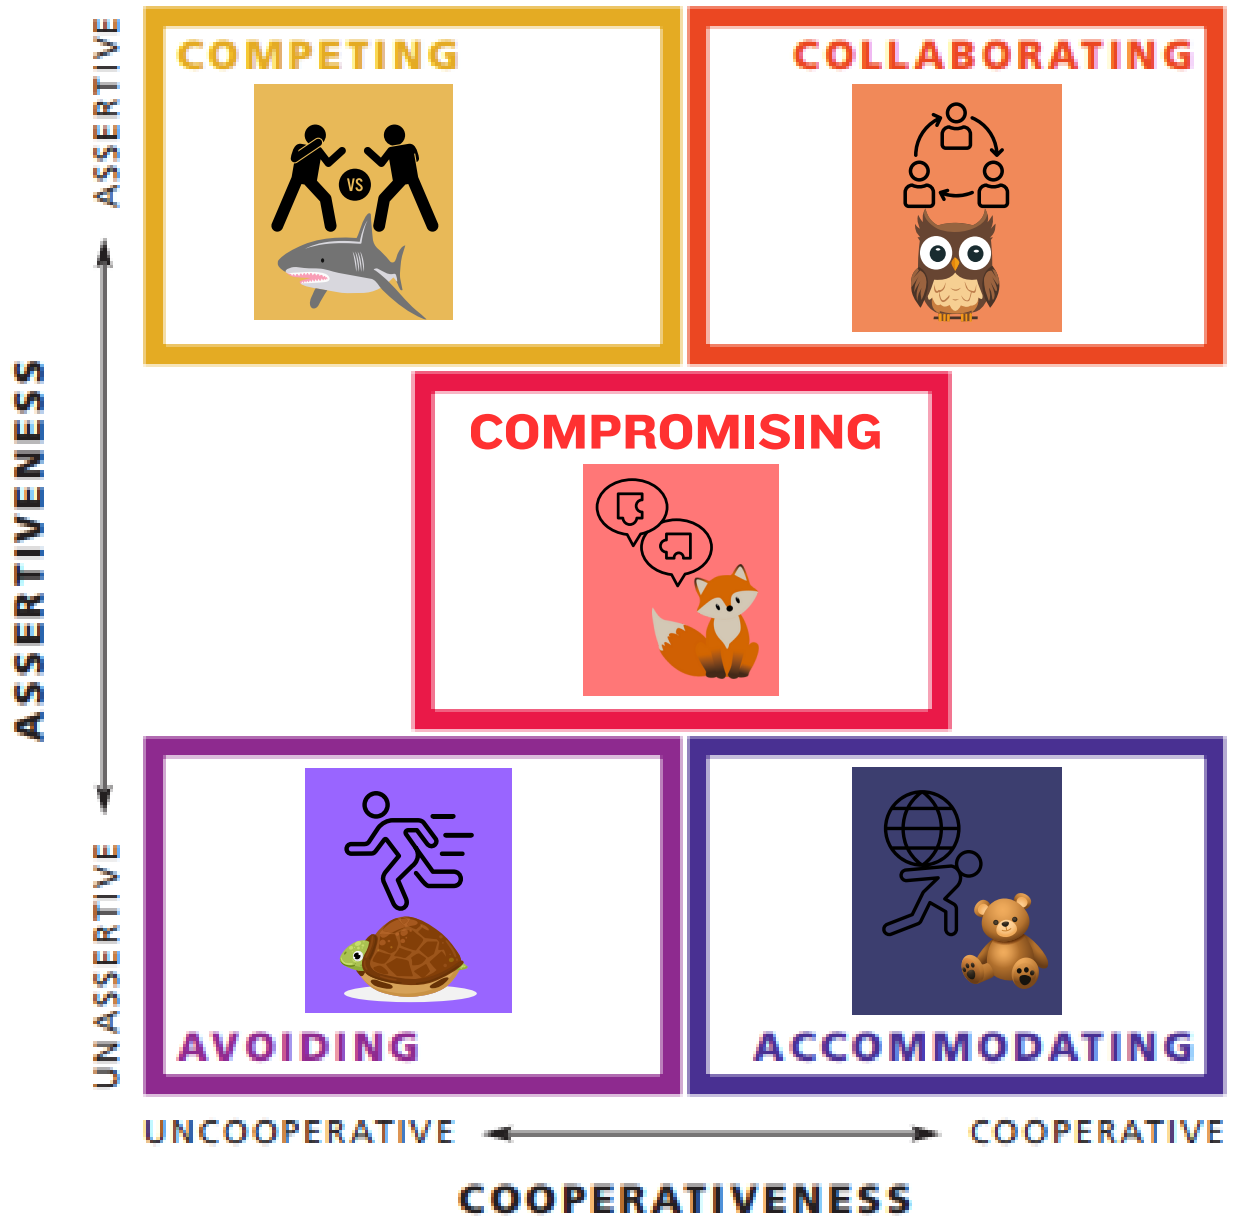 ASSERTIVE
COMPETING
VS
COLLABORATING
ASSERTIVENESS
COMPROMISING
UNASSERTIVE
AVOIDING
ACCOMMODATING
UNCOOPERATIVE
COOPERATIVE
COOPERATIVENESS